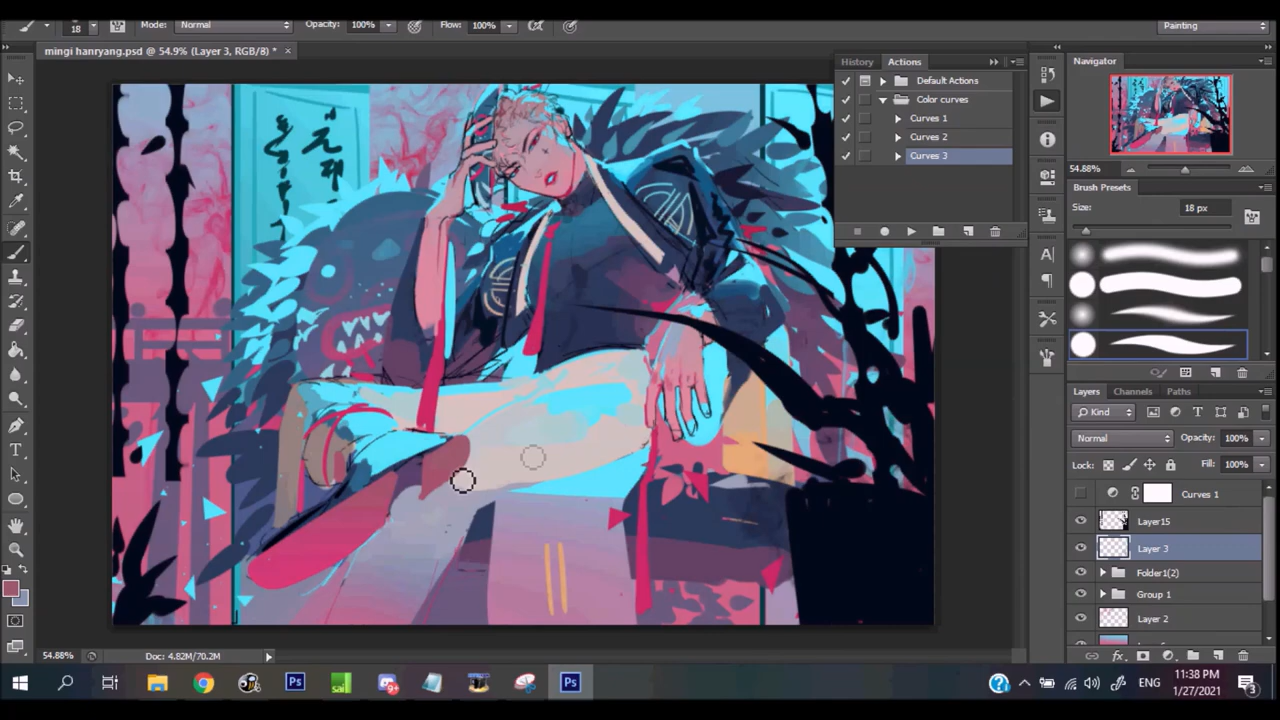 18
Mode:
Normal
Opacity:
100%
Flow:
100%
Painting
mingi hanryang.psd @ 54.9% (Layer 3, RGB/8) *
History
Actions
Default Actions
Color curves
Curves 1
Curves 2
Curves 3
Navigator
54.88%
Brush Presets
Size:
18 px
Layers
Channels
Paths
Kind
Normal
Opacity:
100%
Lock:
Fill:
100%
Curves 1
Layer15
Layer 3
Folder1(2)
Group 1
Layer 2
54.88%
Doc: 4.82M/70.2M
ENG
11:38 PM
1/27/2021
3